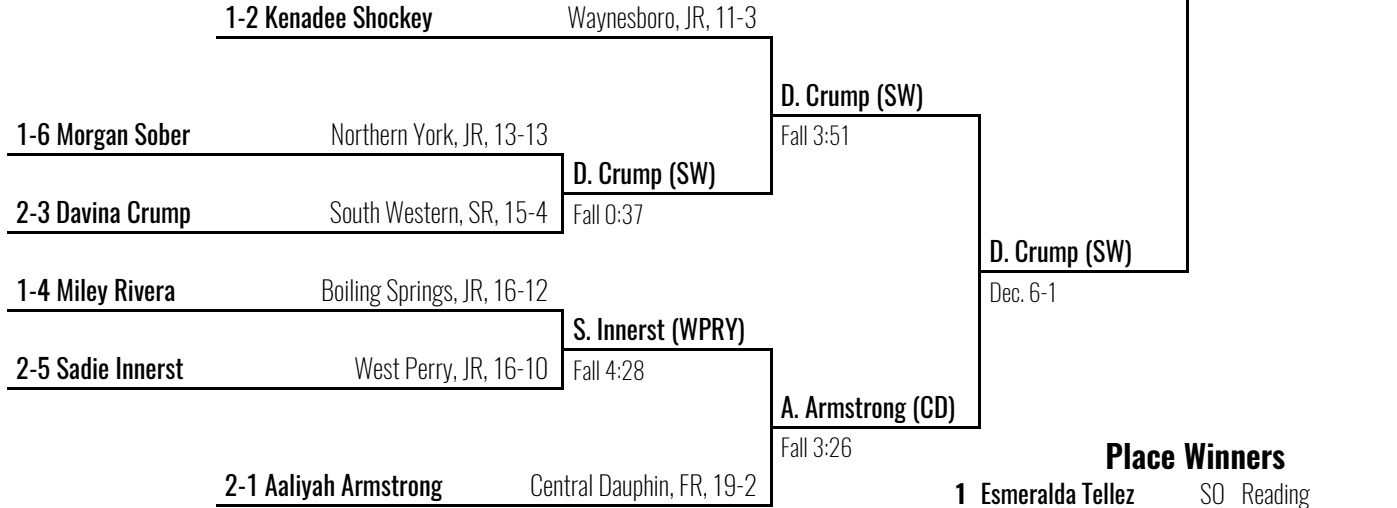 1-2 Kenadee Shockey Waynesboro, JR, 11-3
D. Crump (SW)
Fall 3:51
1-6 Morgan Sober Northern York, JR, 13-13
D. Crump (SW)
Fall 0:37
2-3 Davina Crump South Western, SR, 15-4
D. Crump (SW)
Dec. 6-1
1-4 Miley Rivera Boiling Springs, JR, 16-12
S. Innerst (WPRY)
Fall 4:28
2-5 Sadie Innerst West Perry, JR, 16-10
A. Armstrong (CD)
Fall 3:26
2-1 Aaliyah Armstrong Central Dauphin, FR, 19-2
Place Winners
1 Esmeralda Tellez SO Reading